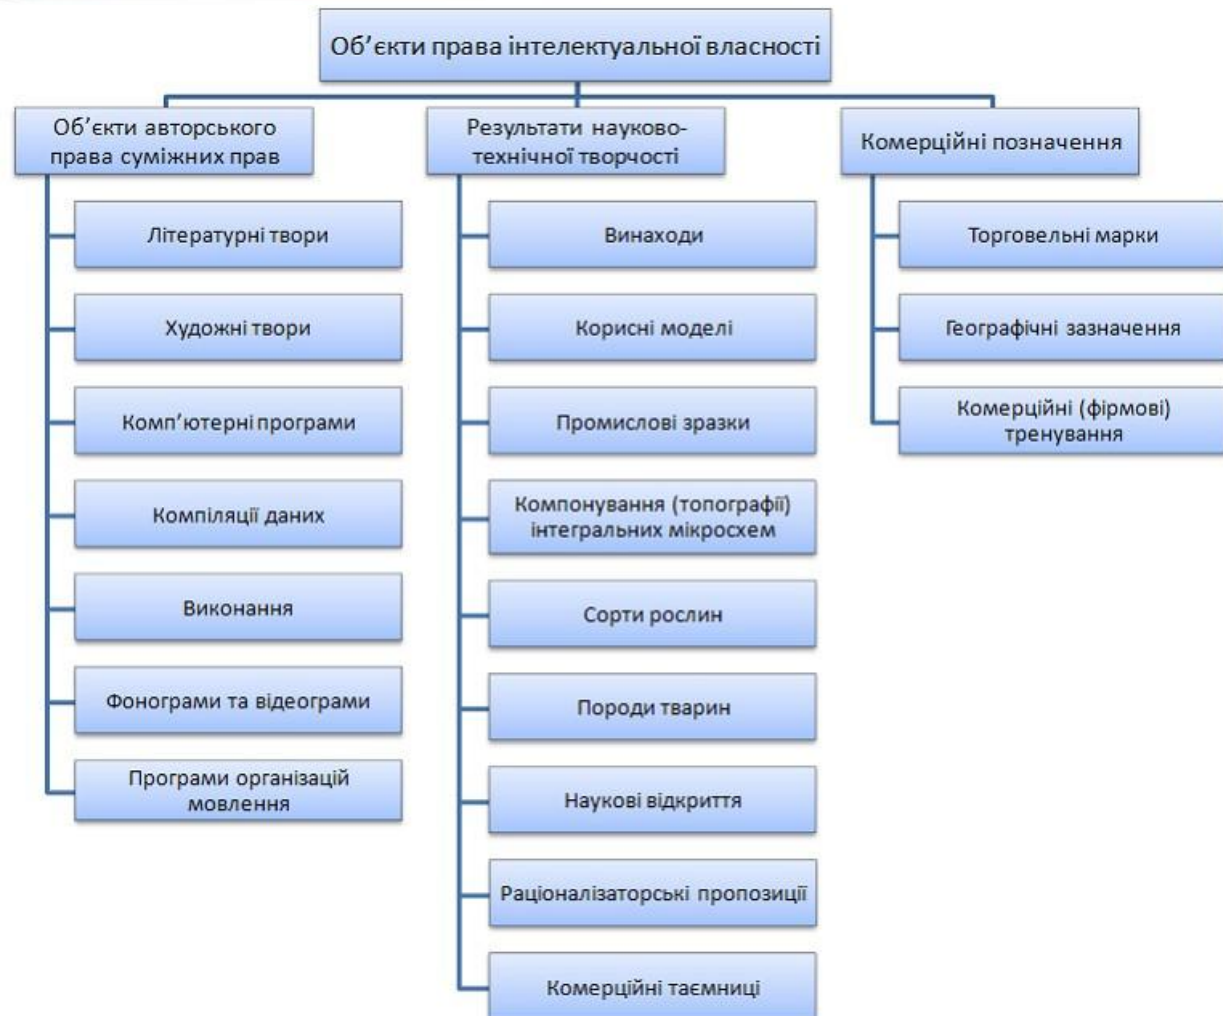 Об’єкти права інтелектуальної власності
Об’єкти авторського
права суміжних прав
Літературні твори
Художні твори
Комп’ютерні програми
Компіляції даних
Виконання
Фонограми та відеограми
Програми організацій
мовлення
Результати науково-
технічної творчості
Винаходи
Корисні моделі
Промислові зразки
Компонування (топографії)
інтегральних мікросхем
Сорти рослин
Породи тварин
Наукові відкриття
Раціоналізаторські пропозиції
Комерційні таємниці
Комерційні позначення
Торговельні марки
Географічні зазначення
Комерційні (фірмові)
тренування